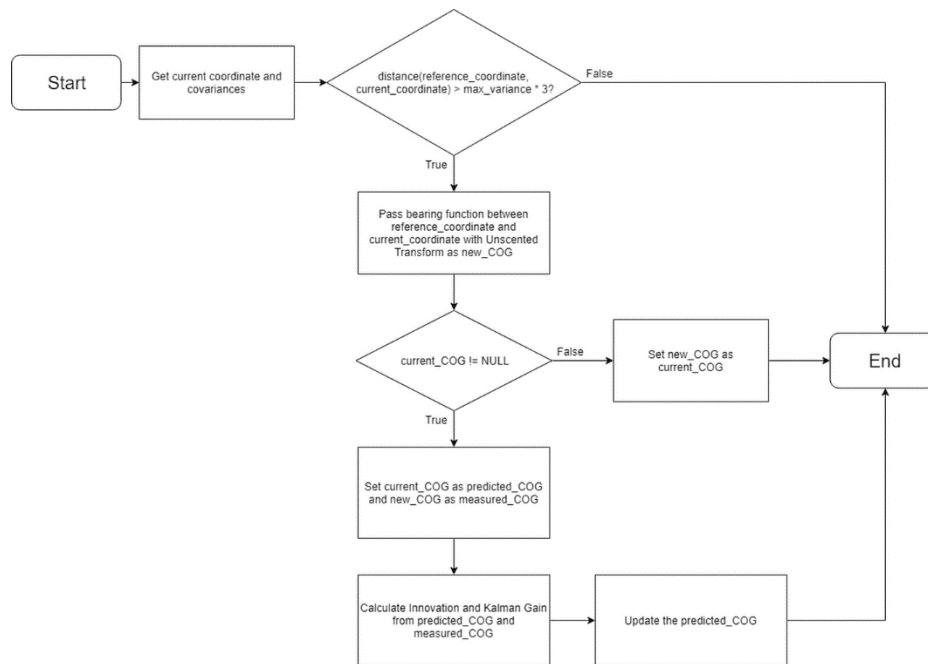 Start
Get current coordinate and
covariances
distance(reference_coordinate,
current_coordinate) > max_variance * 3?
False
True
Pass bearing function between
reference_coordinate and
current_coordinate with Unscented
Transform as new_COG
current_COG != NULL
False
Set new_COG as
current_COG
End
True
Set current_COG as predicted_COG
and new_COG as measured_COG
Calculate Innovation and Kalman Gain
from predicted_COG and
measured_COG
Update the predicted_COG